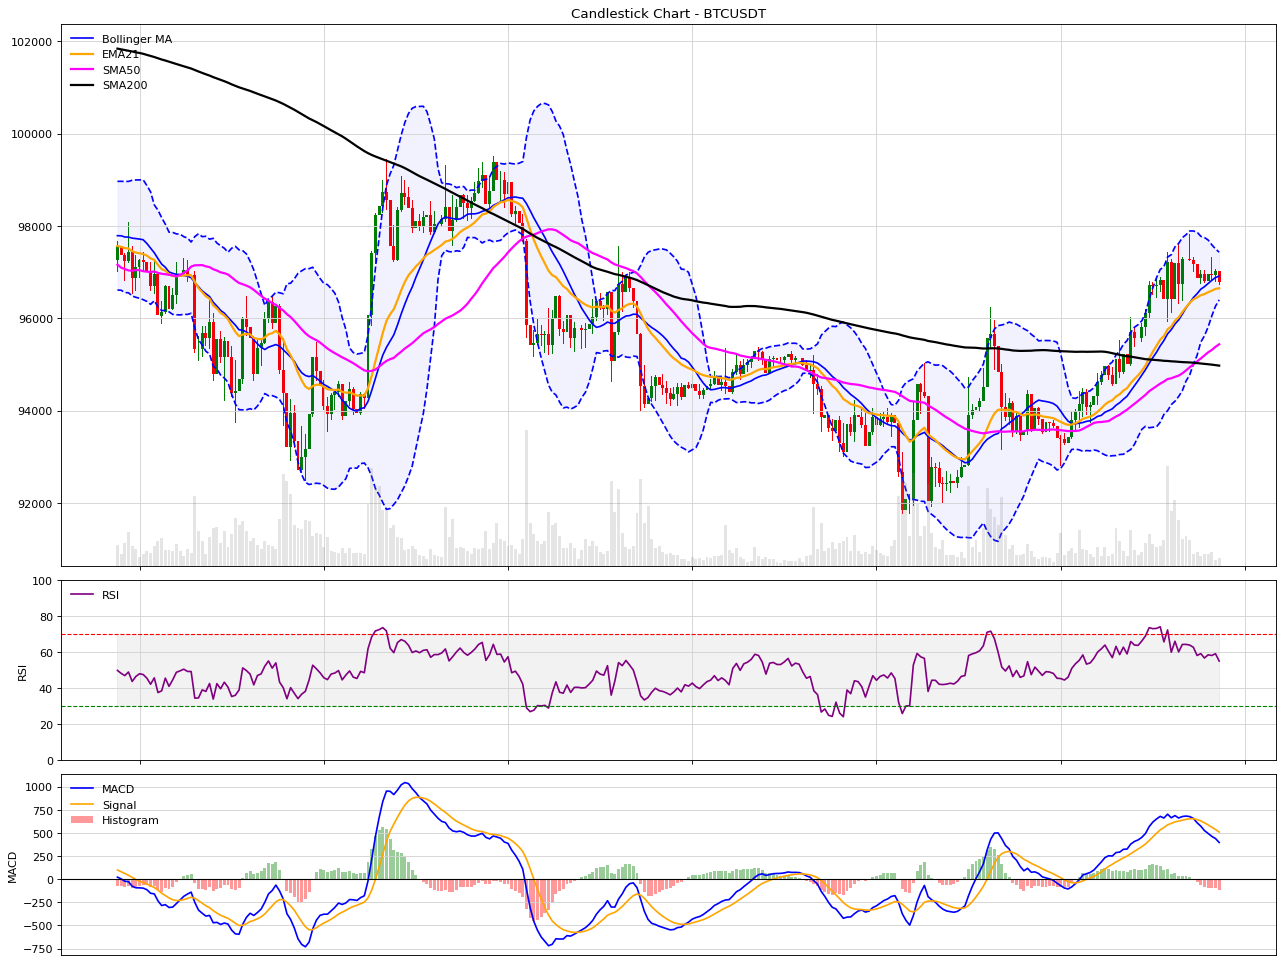 Candlestick Chart - BTCUSDT
Bollinger MA
EMA21
SMA50
SMA200
102000
100000
98000
96000
94000
92000
RSI
RSI
100
80
60
40
20
0
MACD
Signal
Histogram
MACD
1000
750
500
250
0
−250
−500
−750